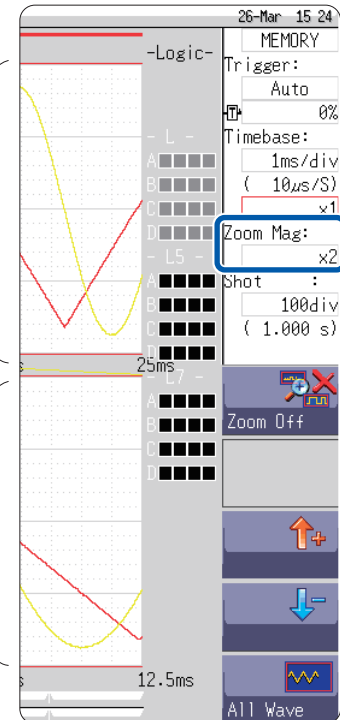 26-Mar 15 24
MEMORY
-Logic-
Trigger:
Auto
T
0%
- L -
Timebase:
A
1ms/div
B
( 10µs/S)
C
x1
D
Zoom Mag:
- L5 -
x2
A
Shot :
B
100div
C
( 1.000 s)
D
s
25ms
- L7 -
A
B
Zoom Off
C
D
s
12.5ms
All Wave